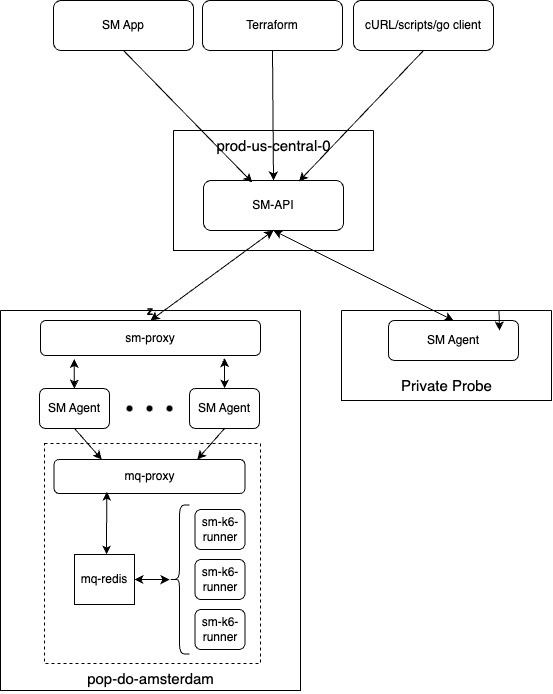 SM App
Terraform
cURL/scripts/go client
prod-us-central-0
SM-API
z
sm-proxy
SM Agent
Private Probe
SM Agent
SM Agent
mq-proxy
sm-k6-
runner
mq-redis
sm-k6-
runner
sm-k6-
runner
pop-do-amsterdam